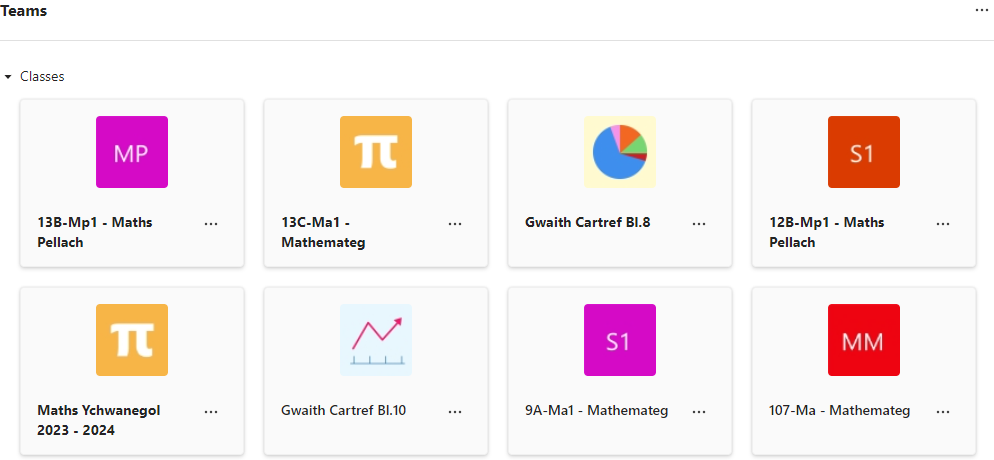 Teams
Classes
MP
13B-Mp1 - Maths
Pellach
π
13C-Ma1 -
Mathemateg
Gwaith Cartref Bl.8
S1
12B-Mp1 - Maths
Pellach
π
Maths Ychwanegol
2023 - 2024
Gwaith Cartref Bl.10
S1
9A-Ma1 - Mathemateg
MM
107-Ma - Mathemateg